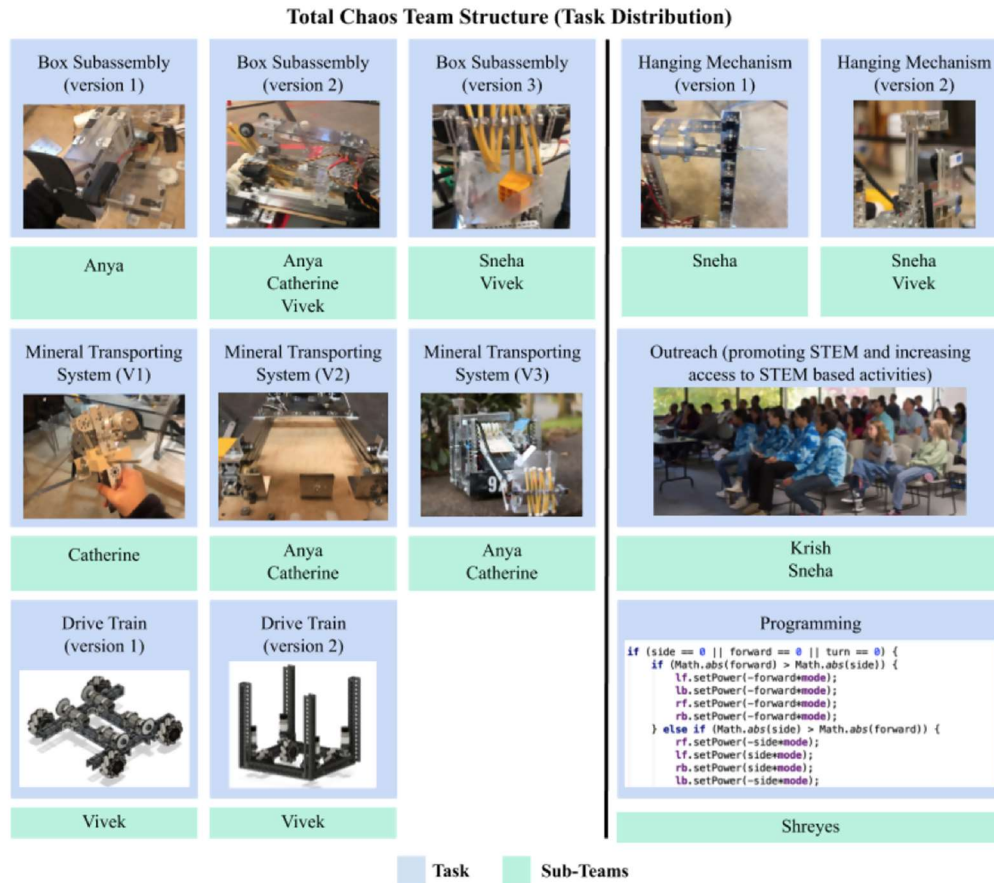 Total Chaos Team Structure (Task Distribution)
Box Subassembly
(version 1)
Box Subassembly
(version 2)
Box Subassembly
(version 3)
Hanging Mechanism
(version 1)
Hanging Mechanism
(version 2)
Anya
Anya
Catherine
Vivek
Sneha
Vivek
Sneha
Sneha
Vivek
Mineral Transporting
System (V1)
Mineral Transporting
System (V2)
Mineral Transporting
System (V3)
Outreach (promoting STEM and increasing
access to STEM based activities)
9
Catherine
Anya
Catherine
Anya
Catherine
Krish
Sneha
Drive Train
(version 1)
Drive Train
(version 2)
Programming
if (side == 0 || forward == 0 || turn == 0) {
if (Math.abs(forward) > Math.abs(side)) {
lf.setPower(-forward*mode);
lb.setPower(-forward*mode);
rf.setPower(-forward*mode);
rb.setPower(-forward*mode);
} else if (Math.abs(side) > Math.abs(forward)) {
rf.setPower(-side*mode);
lf.setPower(side*mode);
rb.setPower(side*mode);
lb.setPower(-side*mode);
Vivek
Vivek
Shreyes
Task
Sub-Teams